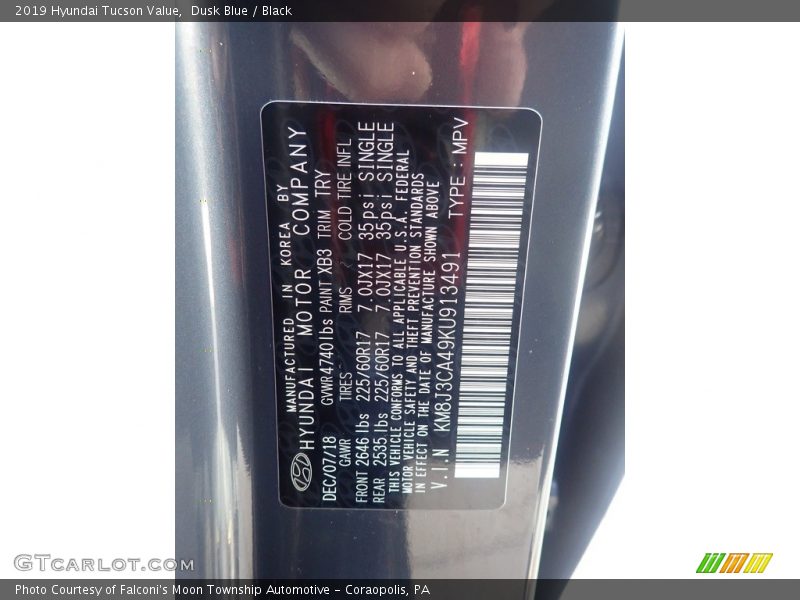 2019 Hyundai Tucson Value,  Dusk Blue / Black
MANUFACTURED IN KOREA BY
HYUNDAI MOTOR COMPANY
DEC/07/18 GVWR4740lbs PAINT XB3 TRIM TRY
GAWR TIRES RIMS COLD TIRE INFL
FRONT 2646 lbs 225/60R17 7.0JX17 35psi SINGLE
REAR 2535 lbs 225/60R17 7.0JX17 35psi SINGLE
THIS VEHICLE CONFORMS TO ALL APPLICABLE U.S.A. FEDERAL
MOTOR VEHICLE SAFETY AND THEFT PREVENTION STANDARDS
IN EFFECT ON THE DATE OF MANUFACTURE SHOWN ABOVE
V.I.N KM8J3CA49KU913491 TYPE : MPV
GTcarlot.com
Photo Courtesy of Falconi's Moon Township Automotive - Coraopolis, PA